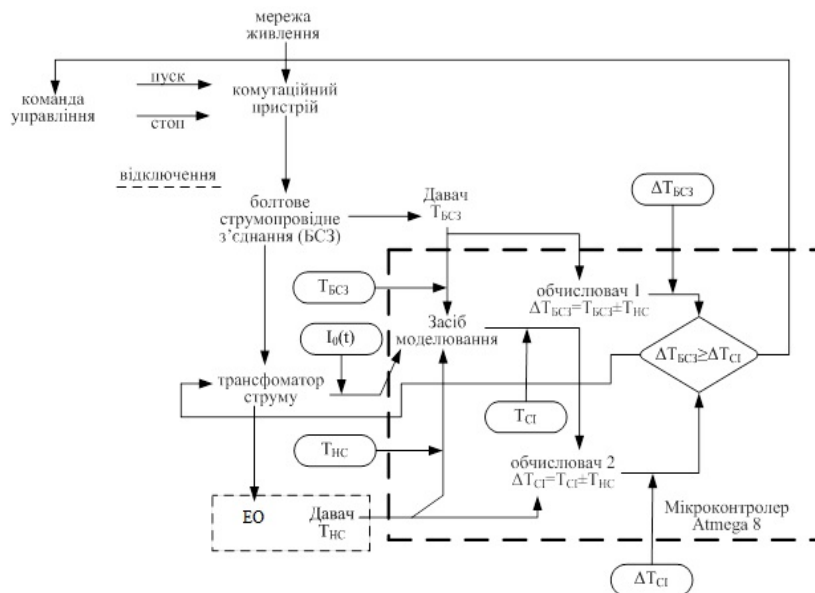 мережа
живлення
пуск
команда
управління
стоп
комутаційний
пристрій
відключення
болтове
струмопровідне
з’єднання (БСЗ)
Давач
TБСЗ
ΔTБСЗ
TБСЗ
обчислювач 1
ΔTБСЗ=TБСЗ±TНС
Засіб
моделювання
I0(t)
ΔTБСЗ≥ΔTСІ
трансфоматор
струму
TСІ
TНС
обчислювач 2
ΔTСІ=TСІ±TНС
ЕО
Давач
TНС
Мікроконтролер
Atmega 8
ΔTСІ